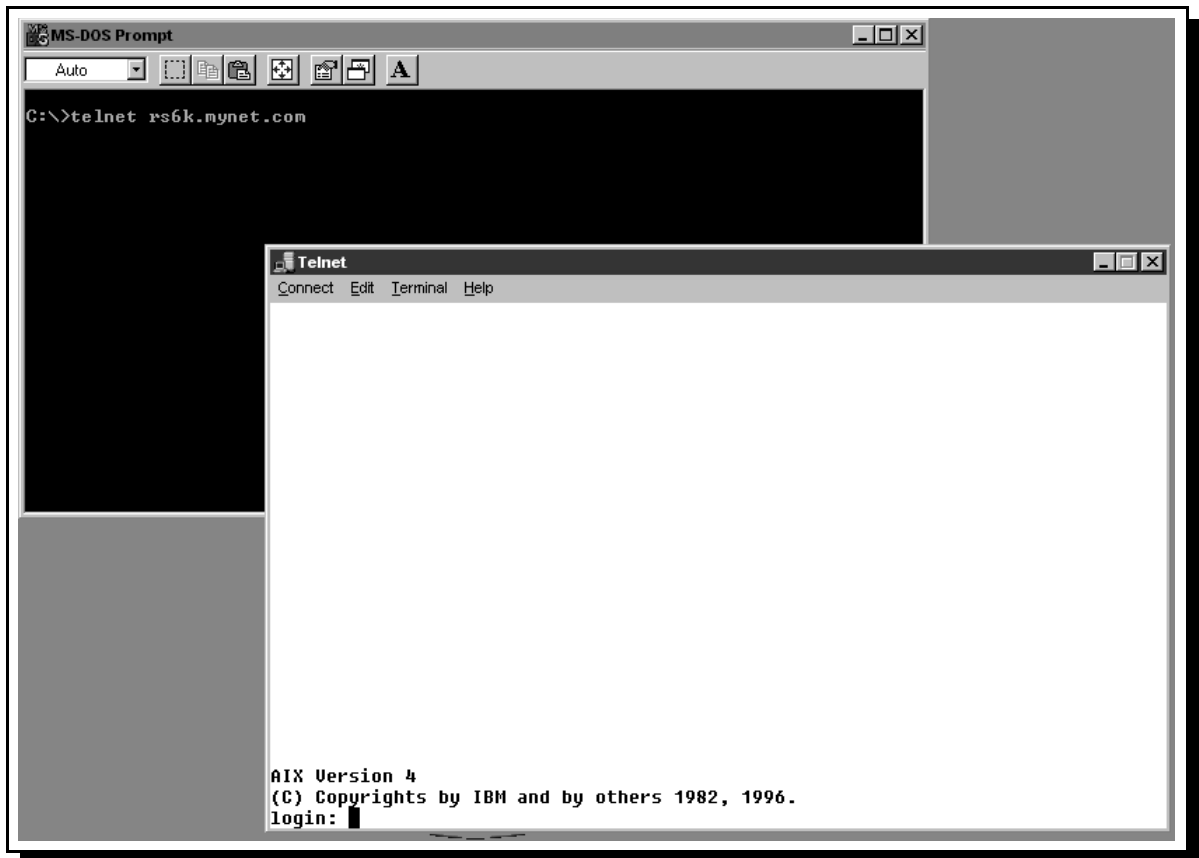 MS-DOS Prompt
Auto
A
C:\>telnet rs6k.mynet.com
Telnet
Connect Edit Terminal Help
AIX Version 4
(C) Copyrights by IBM and by others 1982, 1996.
login: